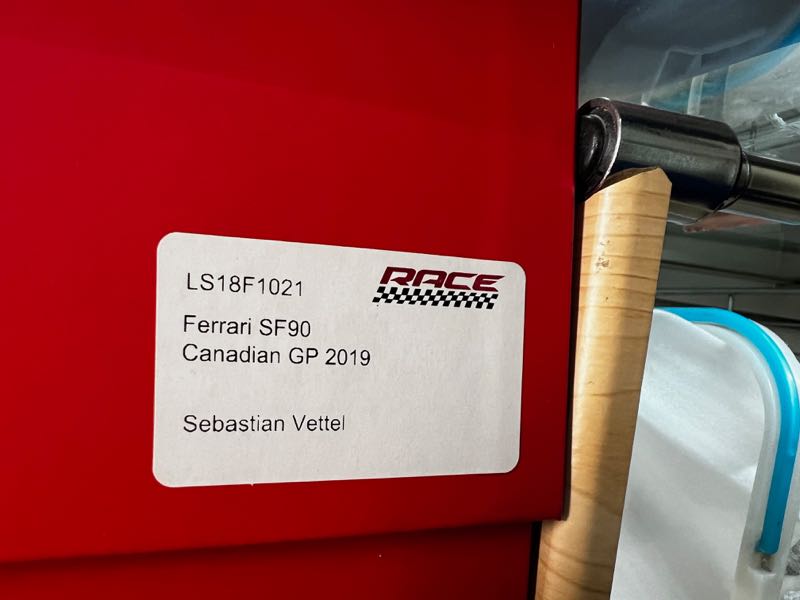 LS18F1021
RACE
Ferrari SF90
Canadian GP 2019
Sebastian Vettel